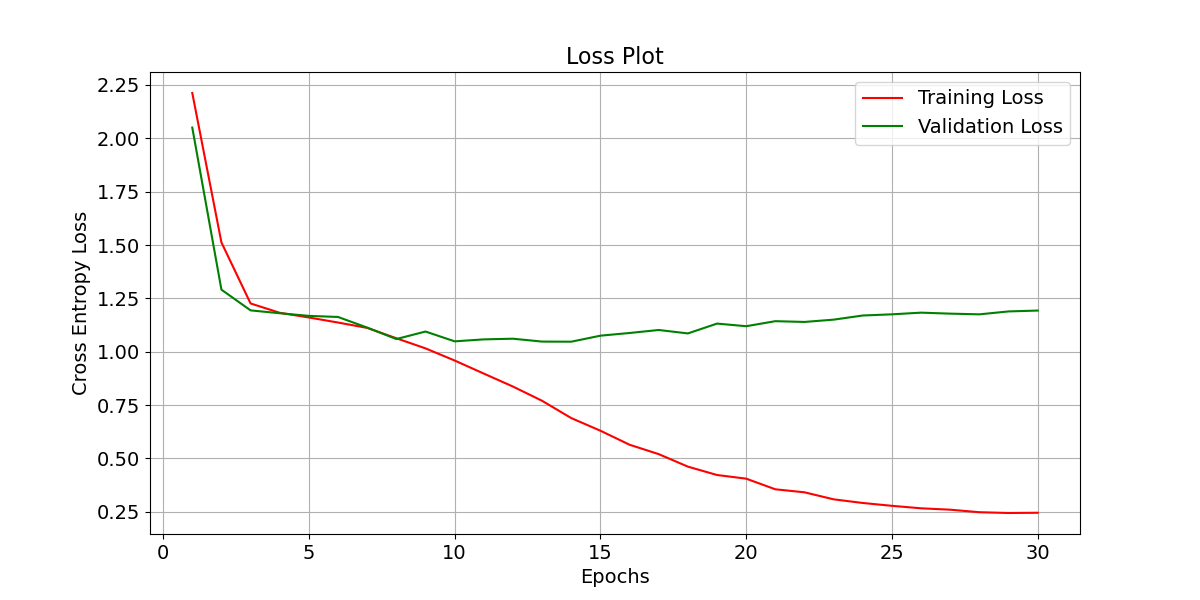 Loss Plot
Training Loss
Validation Loss
2.25
2.00
1.75
1.50
1.25
1.00
0.75
0.50
0.25
Cross Entropy Loss
0 5 10 15 20 25 30
Epochs